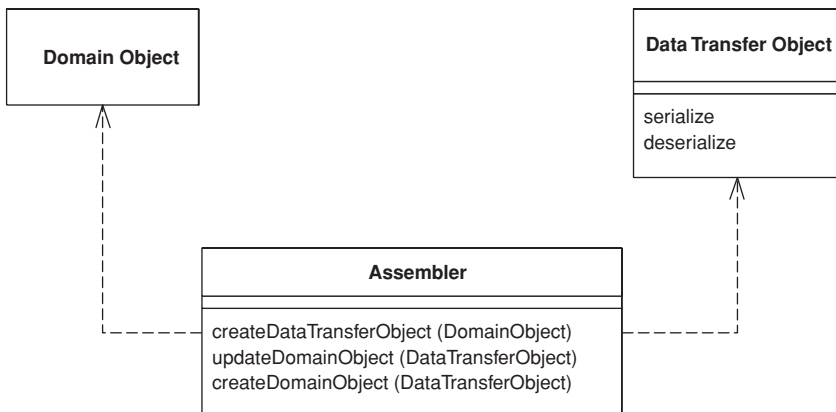 Domain Object
Data Transfer Object
serialize
deserialize
Assembler
createDataTransferObject (DomainObject)
updateDomainObject (DataTransferObject)
createDomainObject (DataTransferObject)